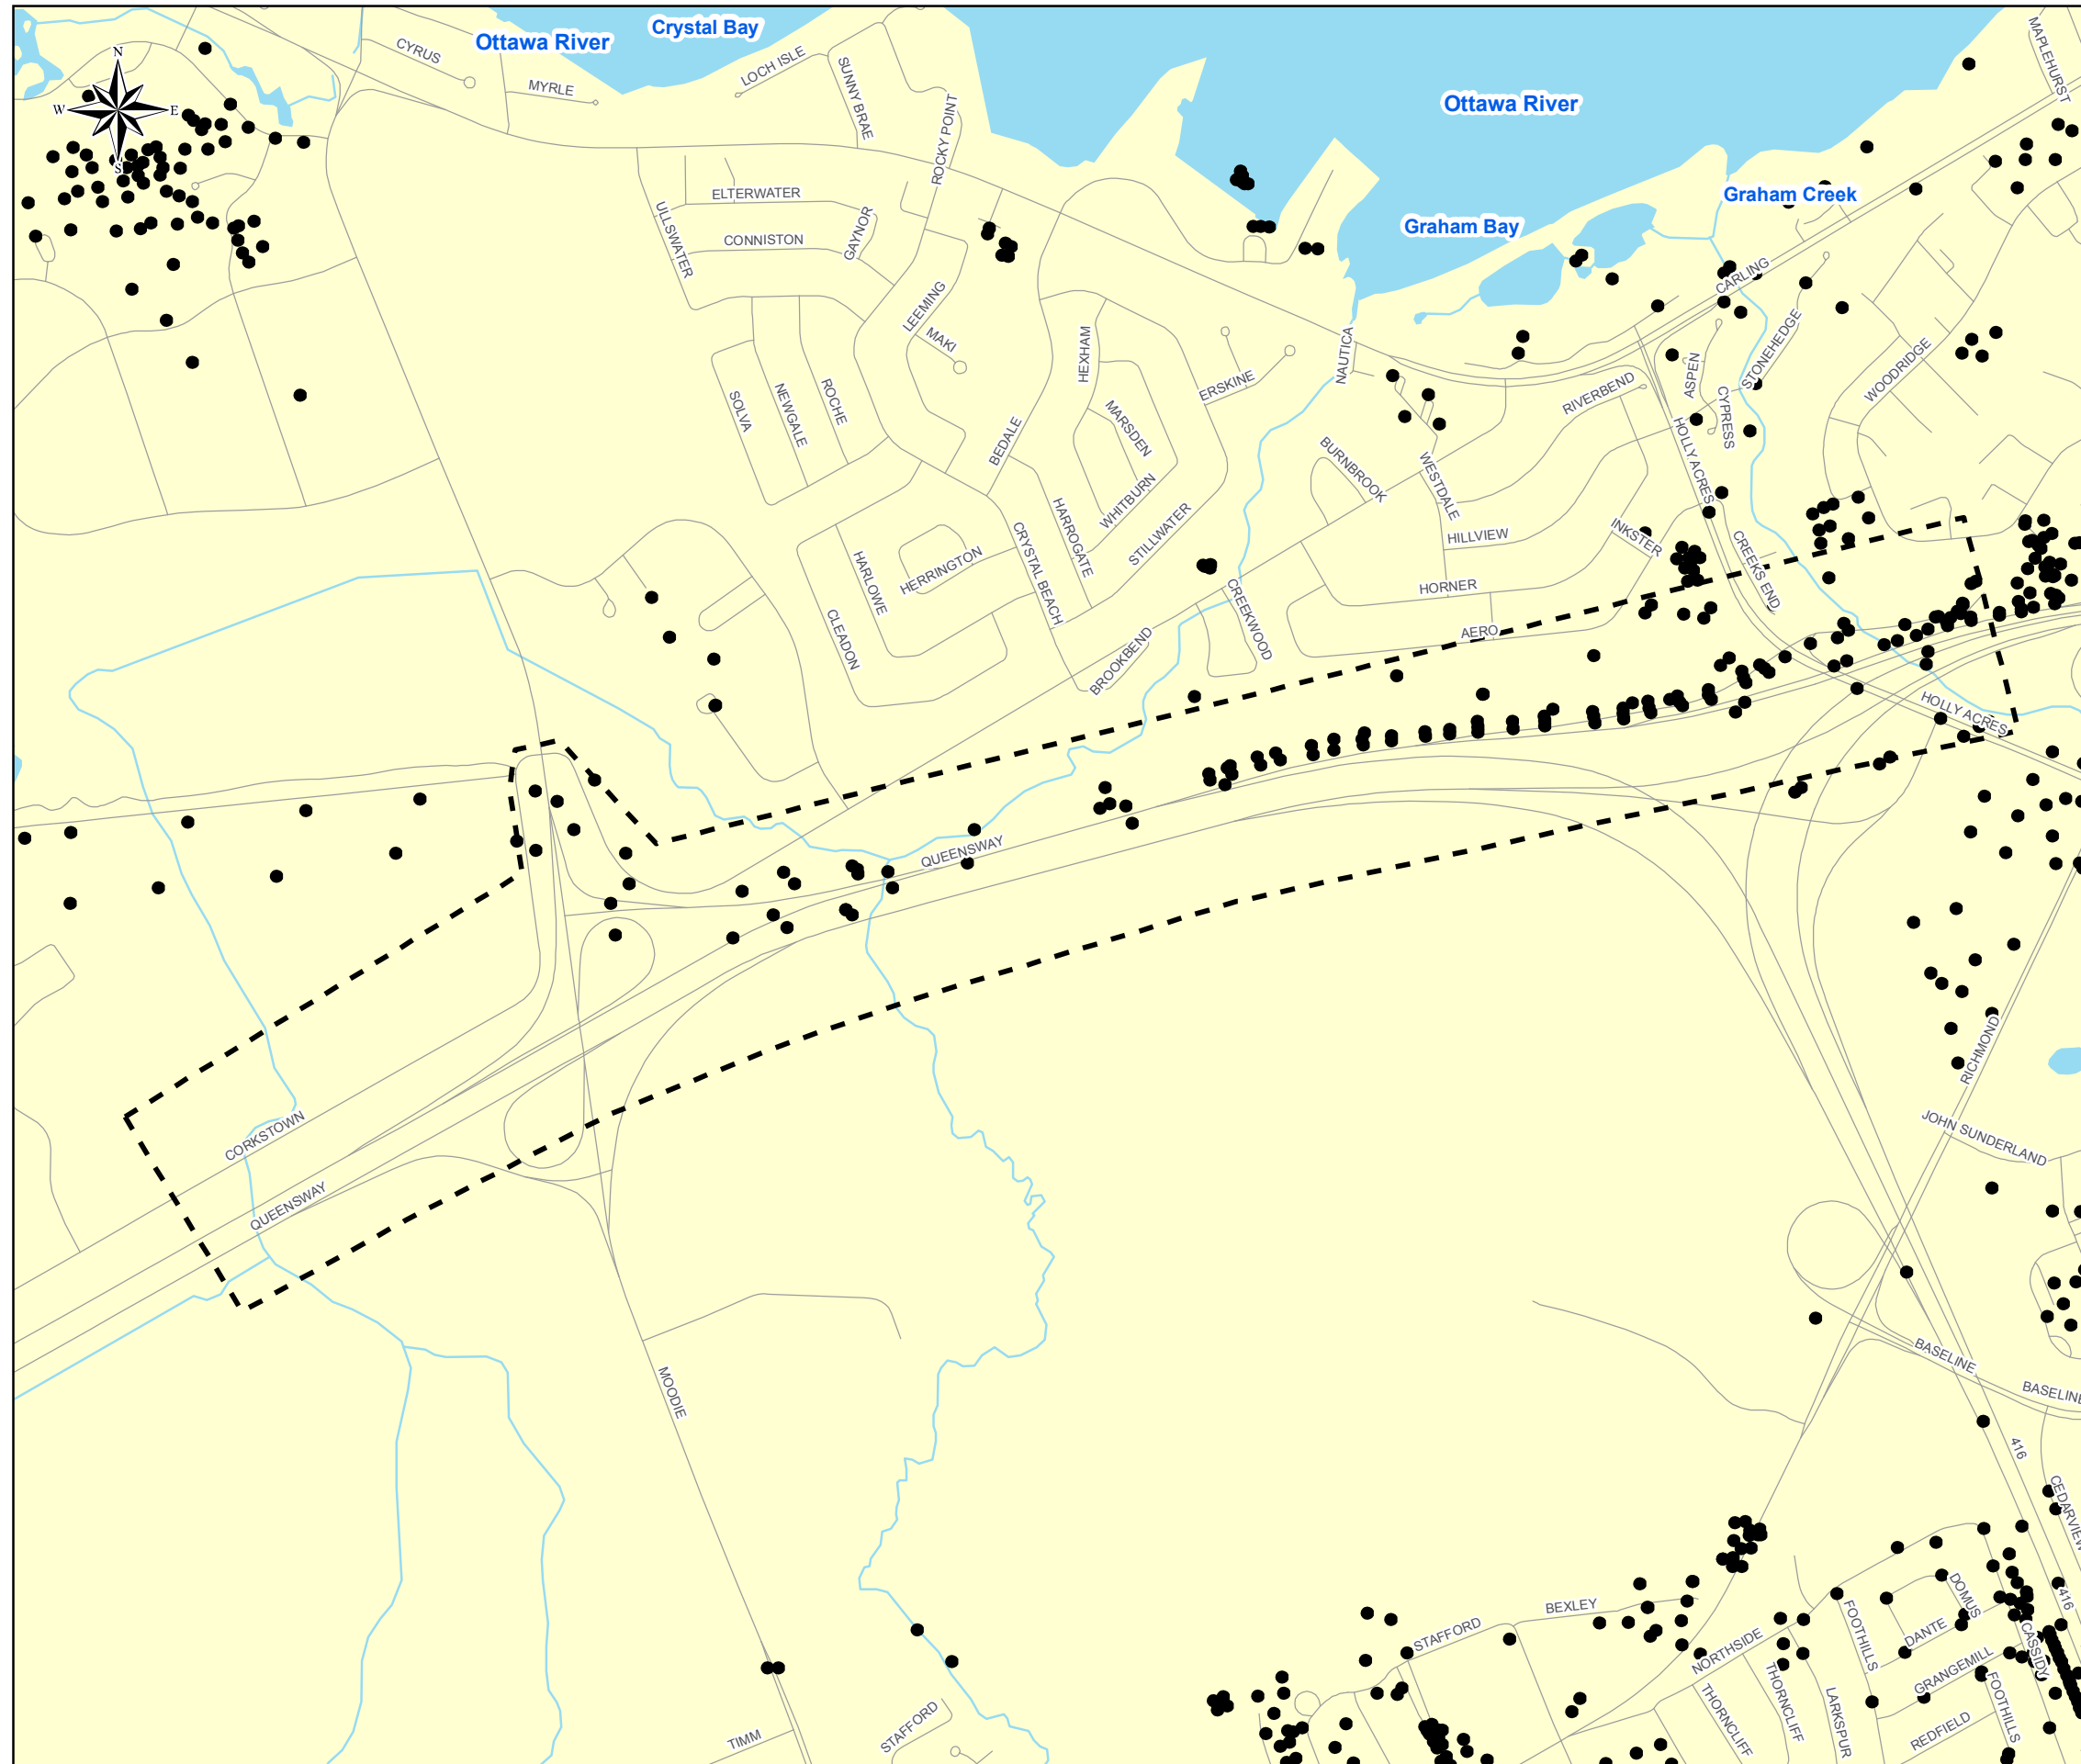 Crystal Bay
Ottawa River
CYRUS
MYRLE
LOCH ISLE
SUNNY BRAE
ROCKY POINT
Ottawa River
MAPLEHURST
N
W
E
S
ELTERWATER
ULLSWATER
CONNISTON
GAYNOR
Graham Creek
Graham Bay
CARLING
LEEMING
MAKI
HEXHAM
NAUTICA
STONEHEDGE
ASPEN
CYPRESS
WOODRIDGE
SOLVA
NEWGALE
ROCHE
ERSKINE
RIVERBEND
MARSDEN
BEDALE
HOLLY ACRES
BURNBROOK
WESTDALE
WHITBURN
HARROGATE
STILLWATER
HILLVIEW
INKSTER
CRYSTAL BEACH
HARLOWE
HERRINGTON
CREEKS END
HORNER
CREEKWOOD
CLEADON
AERO
BROOKBEND
HOLLY ACRES
QUEENSWAY
RICHMOND
CORKSTOWN
JOHN SUNDERLAND
QUEENSWAY
BASELINE
BASELINE
MOODIE
416
CEDARVIEW
416
DOMUS
BEXLEY
FOOTHILLS
STAFFORD
DANTE
CASSIDY
NORTHSIDE
GRANGEMILL
THORNCLIFF
THORNCLIFF
LARKSPUR
FOOTHILLS
REDFIELD
STAFFORD
TIMM